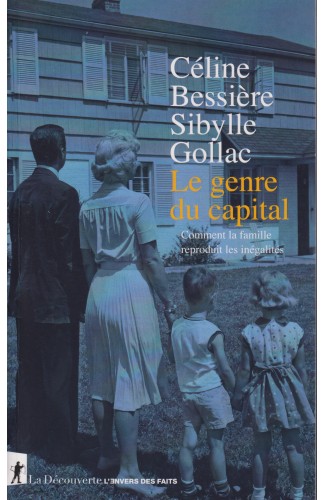 Céline
Bessière
Sibylle
Gollac
Le genre
du capital
Comment la famille
reproduit les inégalités
La Découverte L'ENVERS DES FAITS